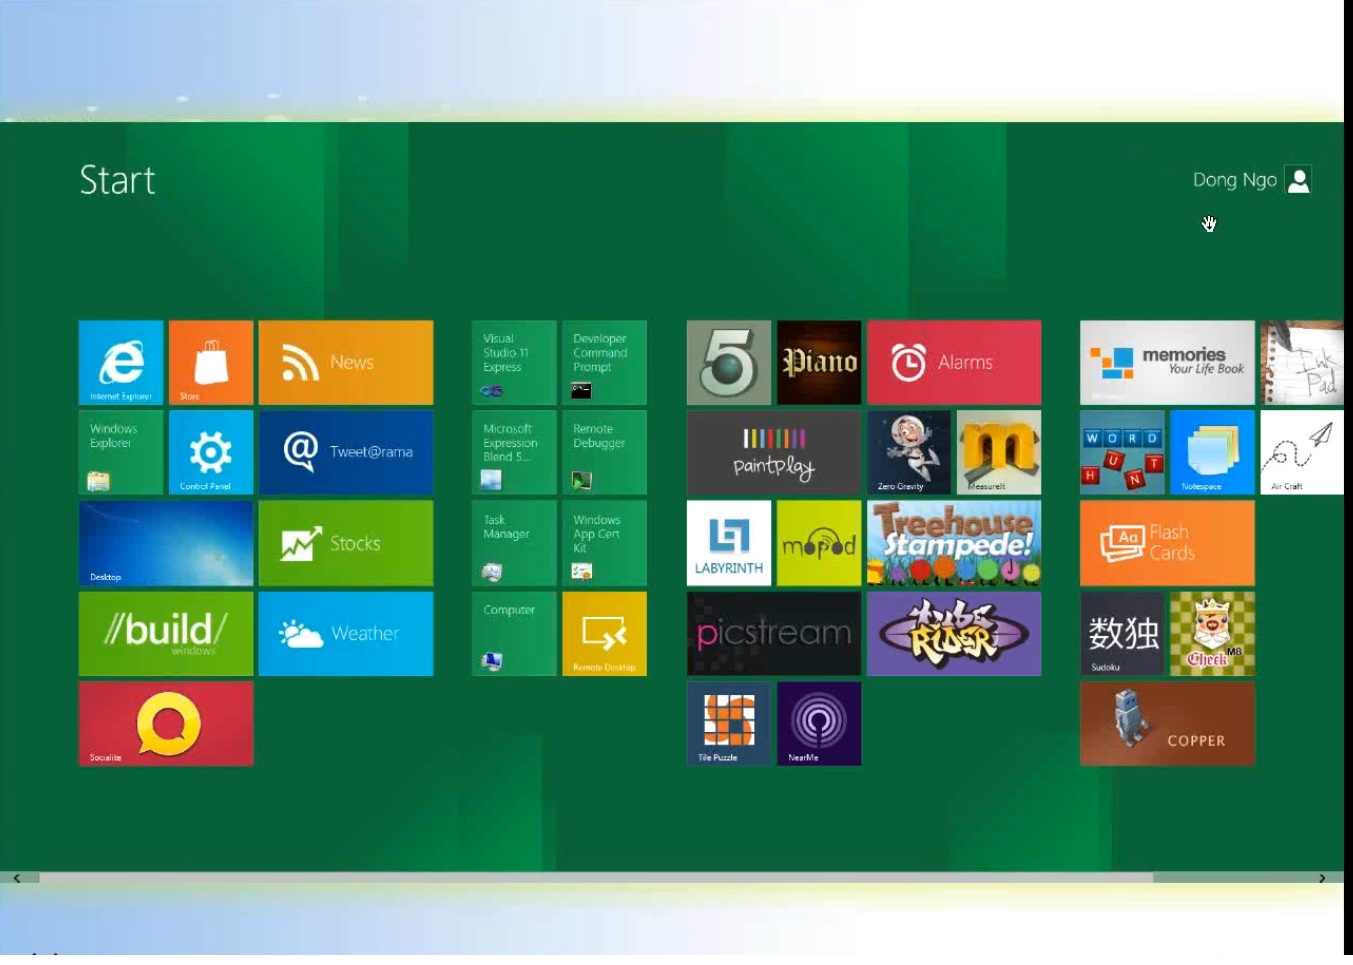 Start
Dong Ngo
Internet Explorer
Store
News
Windows
Explorer
Control Panel
Tweet@rama
Desktop
Stocks
//build/
windows
Weather
Socialite
Visual
Studio 11
Express
Developer
Command
Prompt
Microsoft
Expression
Blend 5...
Remote
Debugger
Task
Manager
Windows
App Cert
Kit
Computer
Remote Desktop
5
Piano
Alarms
paintplay
Zero Gravity
m
MeasureIt
LABYRINTH
mopod
Treehouse
Stampede!
picstream
TUBE
RIDER
Tile Puzzle
NearMe
memories
Your Life Book
Ink
Pad
WORD
HUNT
Notespace
Air Craft
Aa
Flash
Cards
数独
Sudoku
Check M8
COPPER